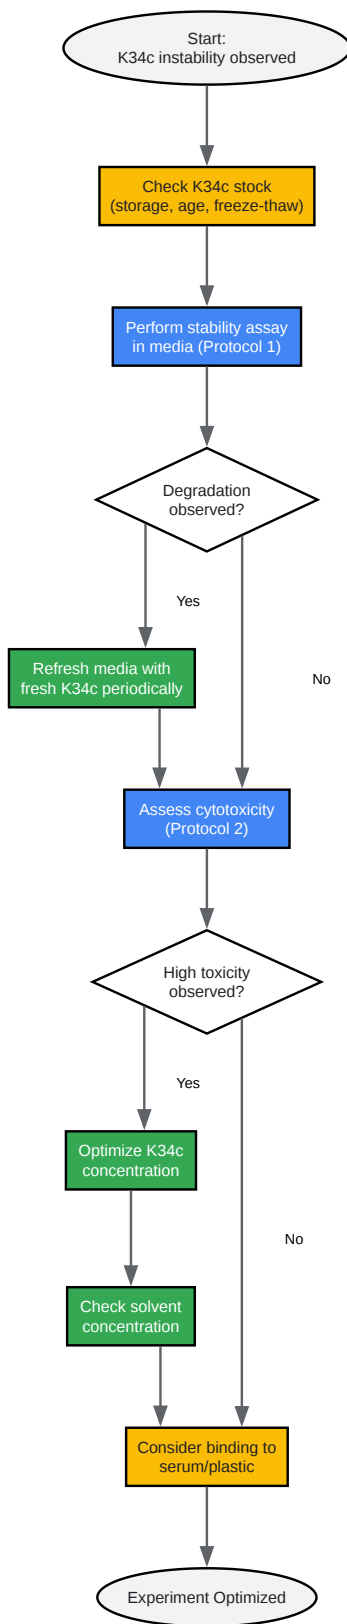 Start:
K34c instability observed
Check K34c stock
(storage, age, freeze-thaw)
Perform stability assay
in media (Protocol 1)
Degradation
observed?
Yes
Refresh media with
fresh K34c periodically
No
Assess cytotoxicity
(Protocol 2)
High toxicity
observed?
Yes
Optimize K34c
concentration
No
Check solvent
concentration
Consider binding to
serum/plastic
Experiment Optimized